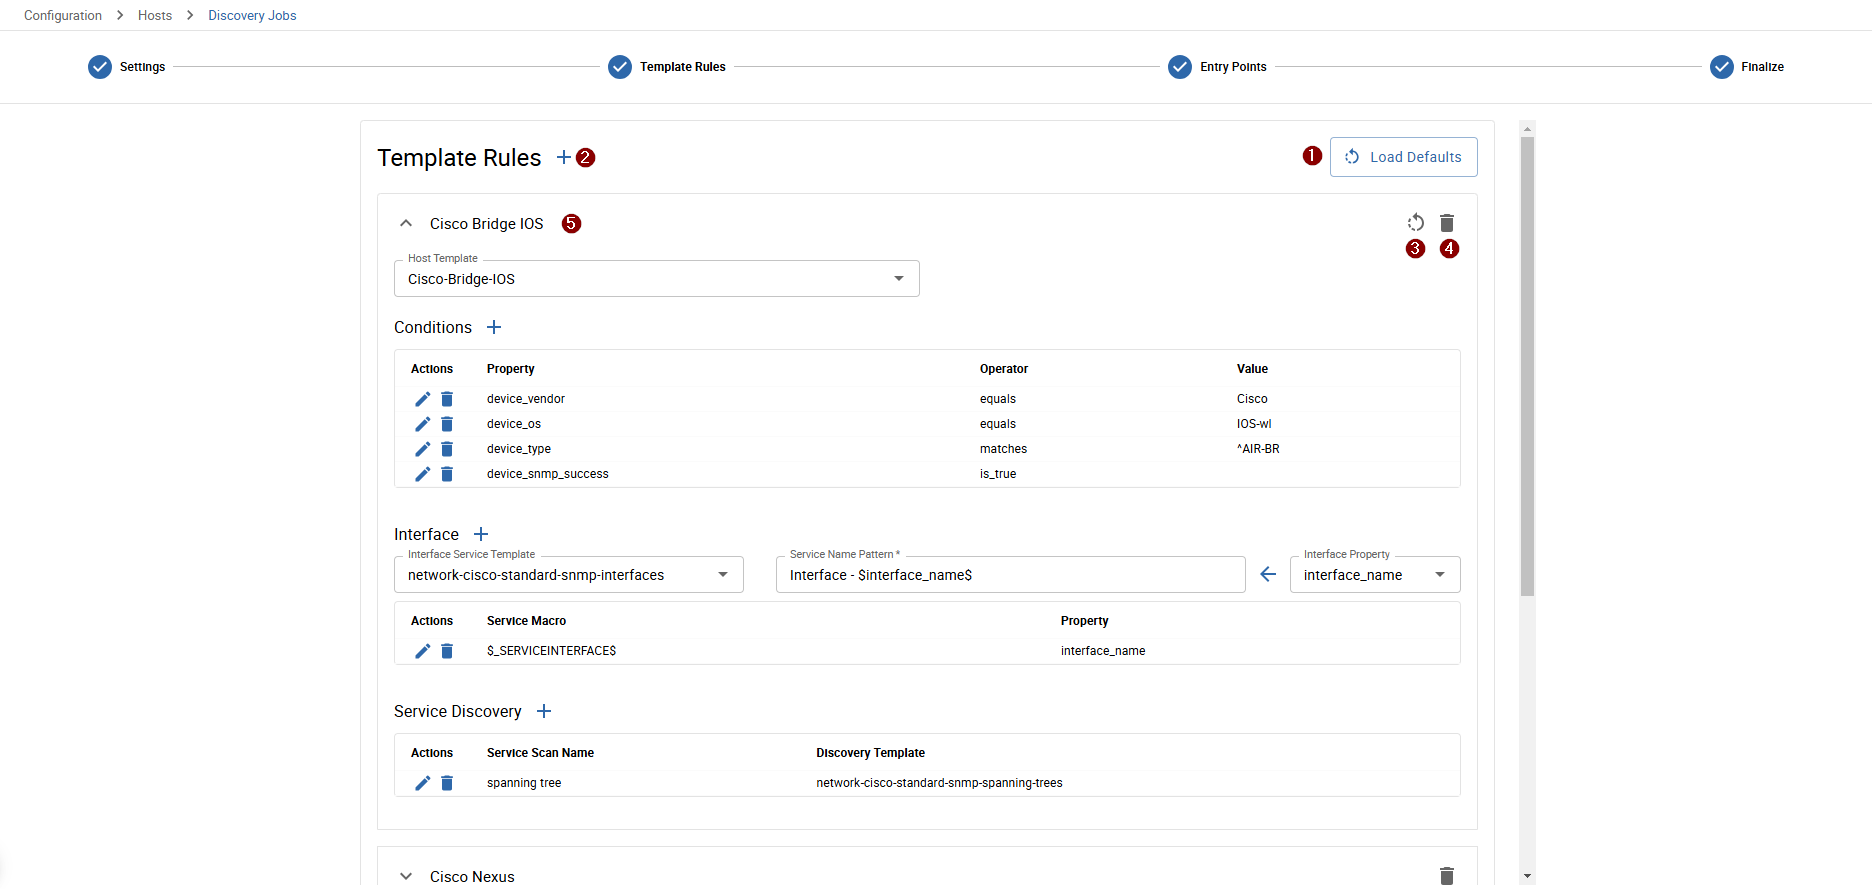 Configuration > Hosts > Discovery Jobs
Settings Template Rules Entry Points Finalize
Template Rules + 2 1 Load Defaults
Cisco Bridge IOS 5
3 4
Host Template
Cisco-Bridge-IOS
Conditions +
Actions Property Operator Value
device_vendor equals Cisco
device_os equals IOS-wl
device_type matches ^AIR-BR
device_snmp_success is_true
Interface +
Interface Service Template Service Name Pattern * Interface Property
network-cisco-standard-snmp-interfaces Interface - $interface_name$ interface_name
Actions Service Macro Property
$_SERVICEINTERFACE$ interface_name
Service Discovery +
Actions Service Scan Name Discovery Template
spanning tree network-cisco-standard-snmp-spanning-trees
Cisco Nexus